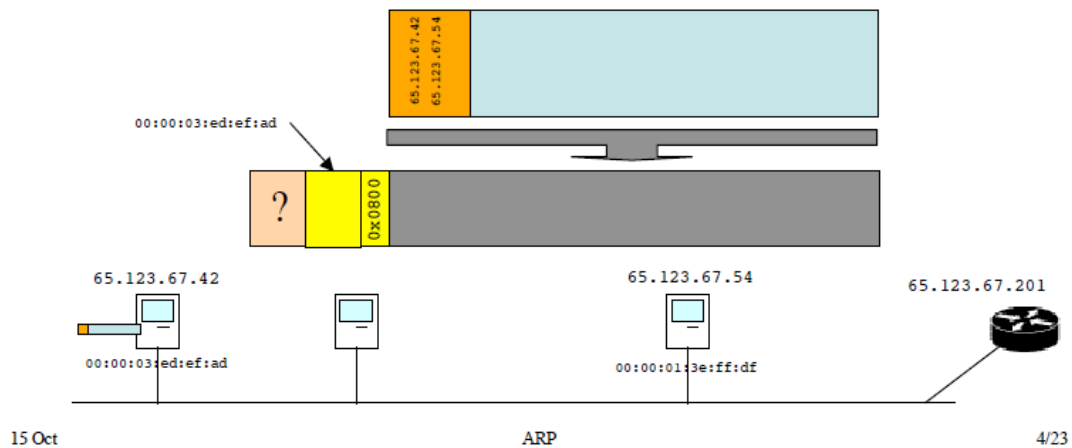 65.123.67.42
65.123.67.54
00:00:03:ed:ef:ad
?
0x0800
65.123.67.42
65.123.67.54
65.123.67.201
00:00:03:ed:ef:ad
00:00:01:3e:ff:df
15 Oct
ARP
4/23